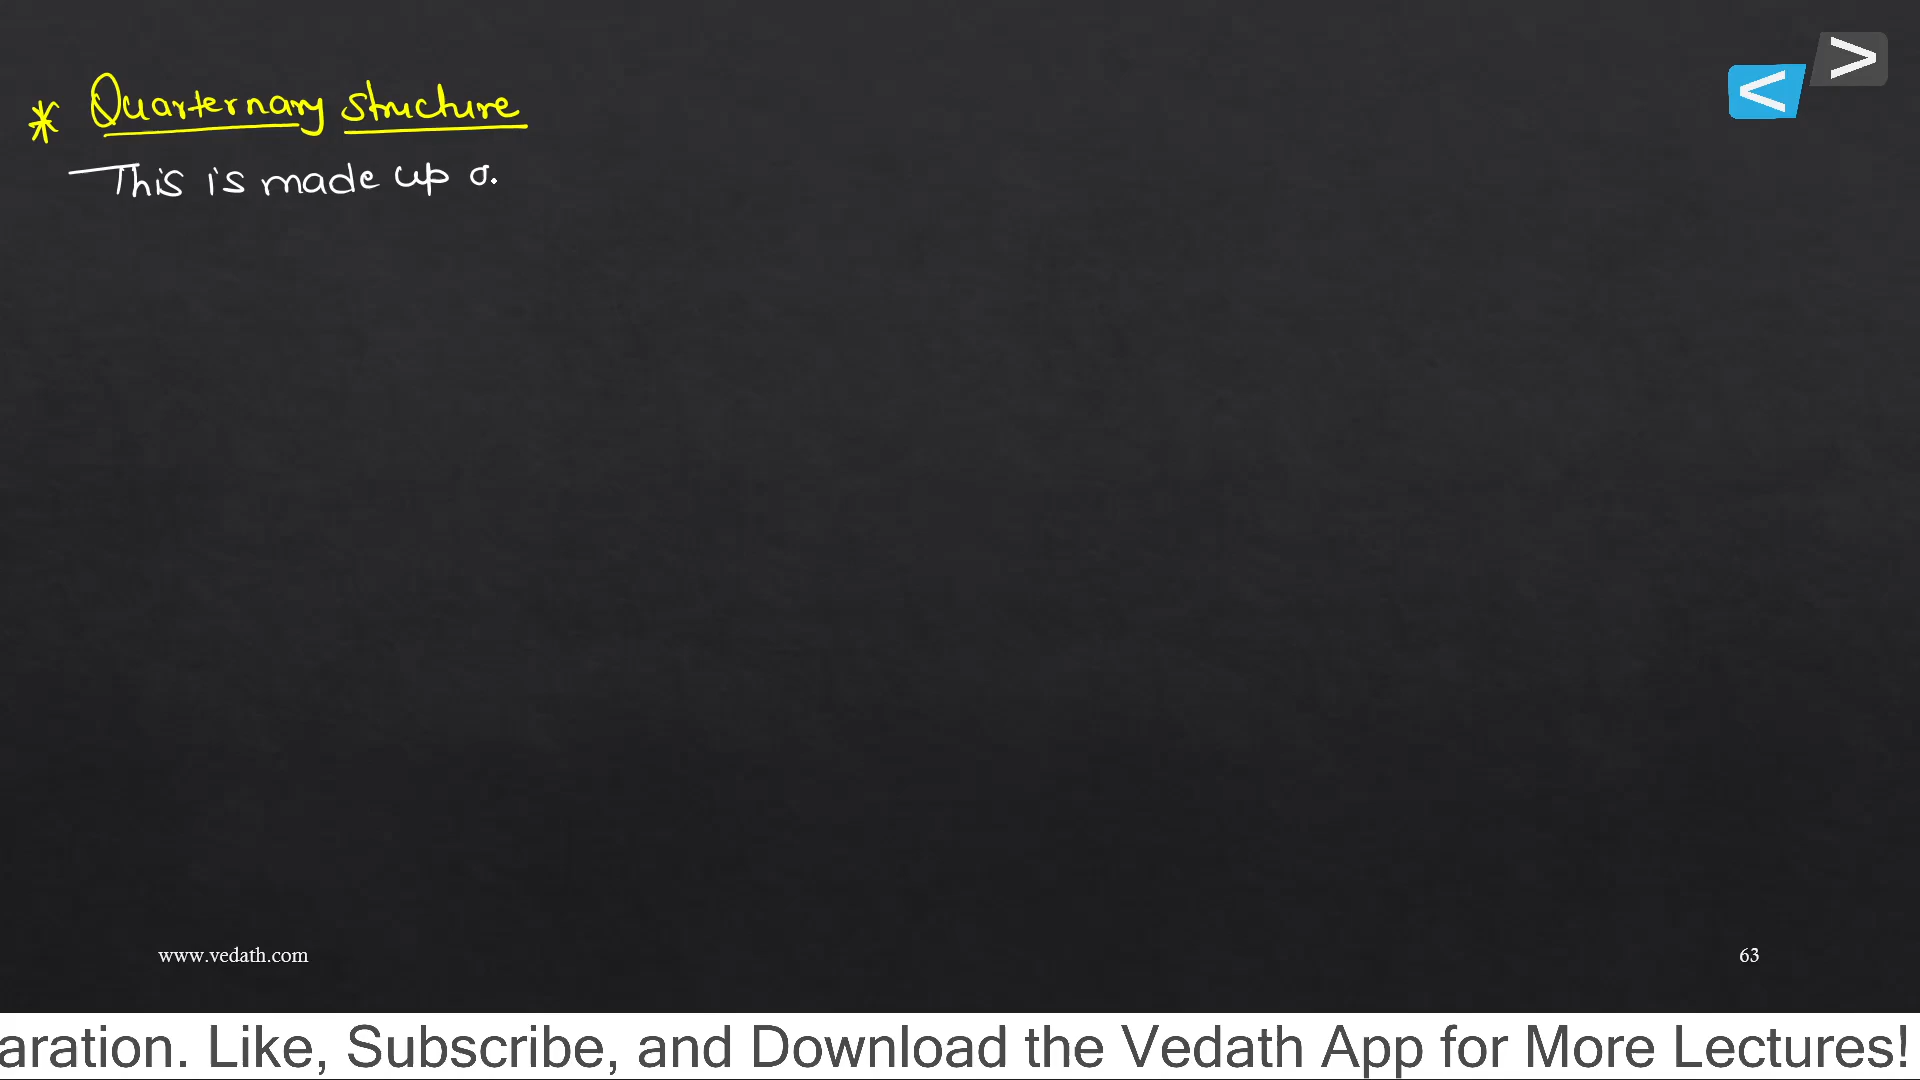 * Quarternary structure
This is made up o
www.vedath.com
63
aration. Like, Subscribe, and Download the Vedath App for More Lectures!